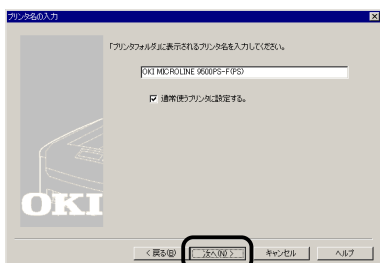 プリンタ名の入力
「プリンタフォルダ」に表示されるプリンタ名を入力してください。
OKI MICROLINE 9500PS-F(PS)
通常使うプリンタに設定する。
OKI
< 戻る(B) 次へ(N) > キャンセル ヘルプ